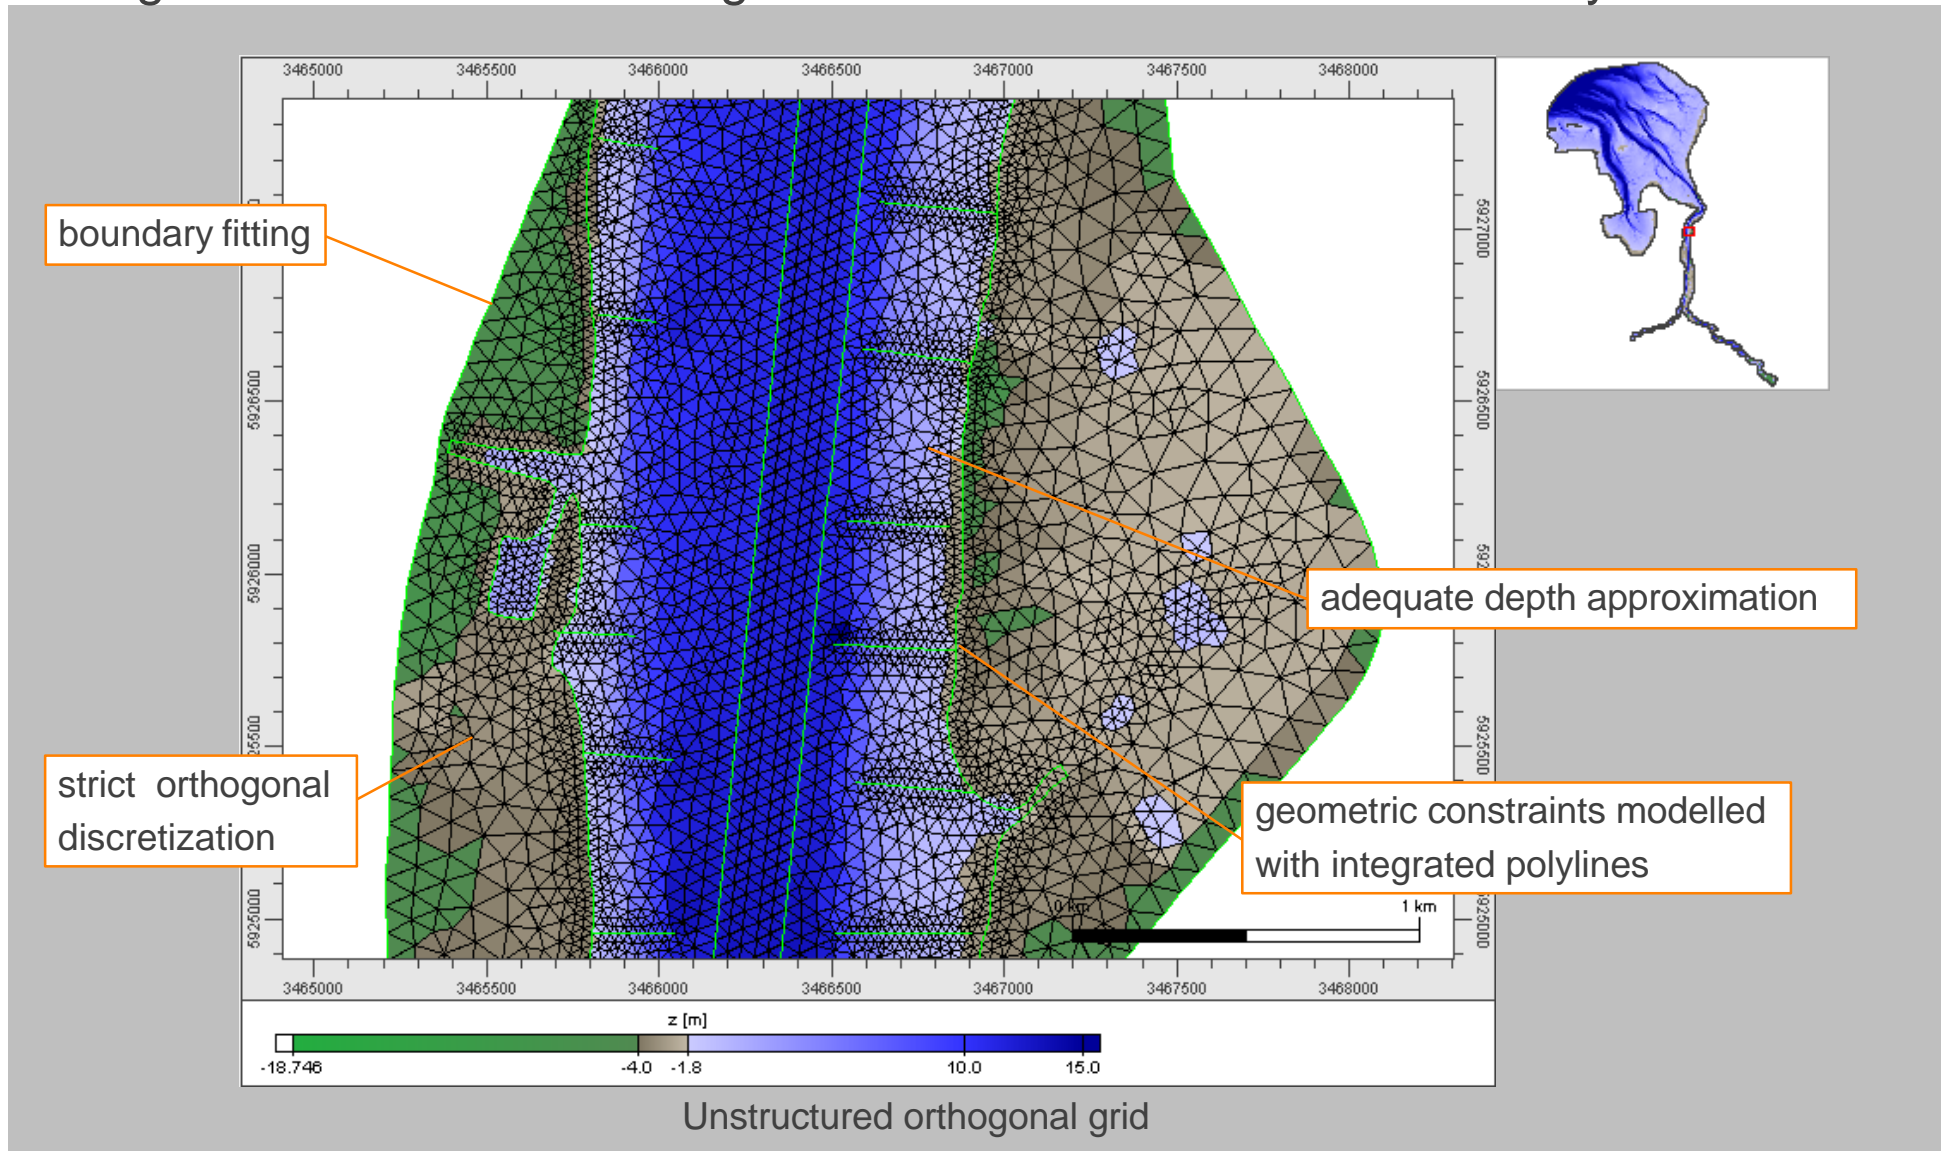 3465000 3465500 3466000 3466500 3467000 3467500 3468000
boundary fitting
5927000
5926500
5926500
5926000
adequate depth approximation
strict orthogonal
discretization
5925500
geometric constraints modelled
with integrated polylines
5925000
5925000
0 km 1 km
3465000 3465500 3466000 3466500 3467000 3467500 3468000
z [m]
-18.746 -4.0 -1.8 10.0 15.0
Unstructured orthogonal grid